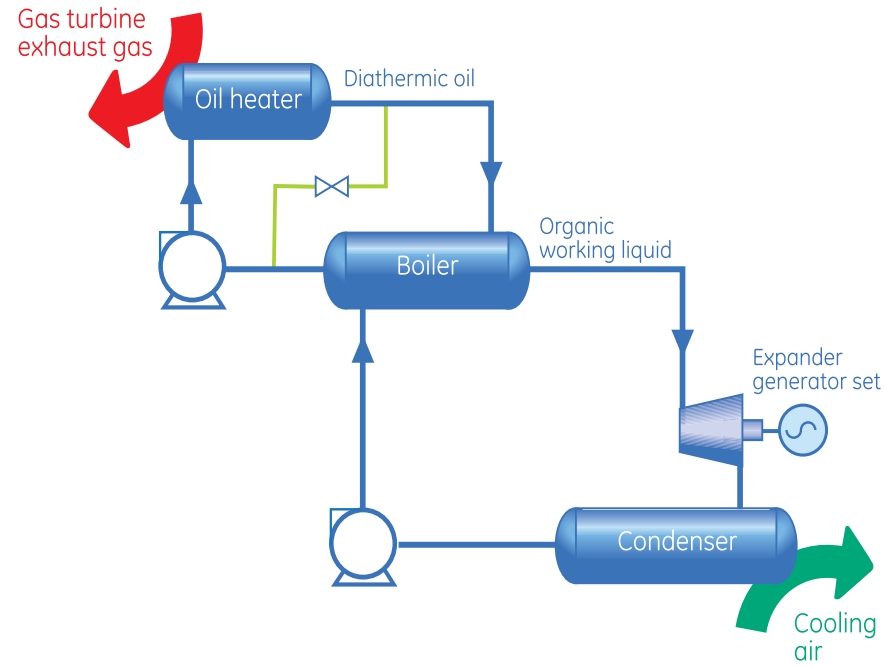 Gas turbine
exhaust gas
Oil heater
Diathermic oil
Organic
working liquid
Boiler
Expander
generator set
Condenser
Cooling
air